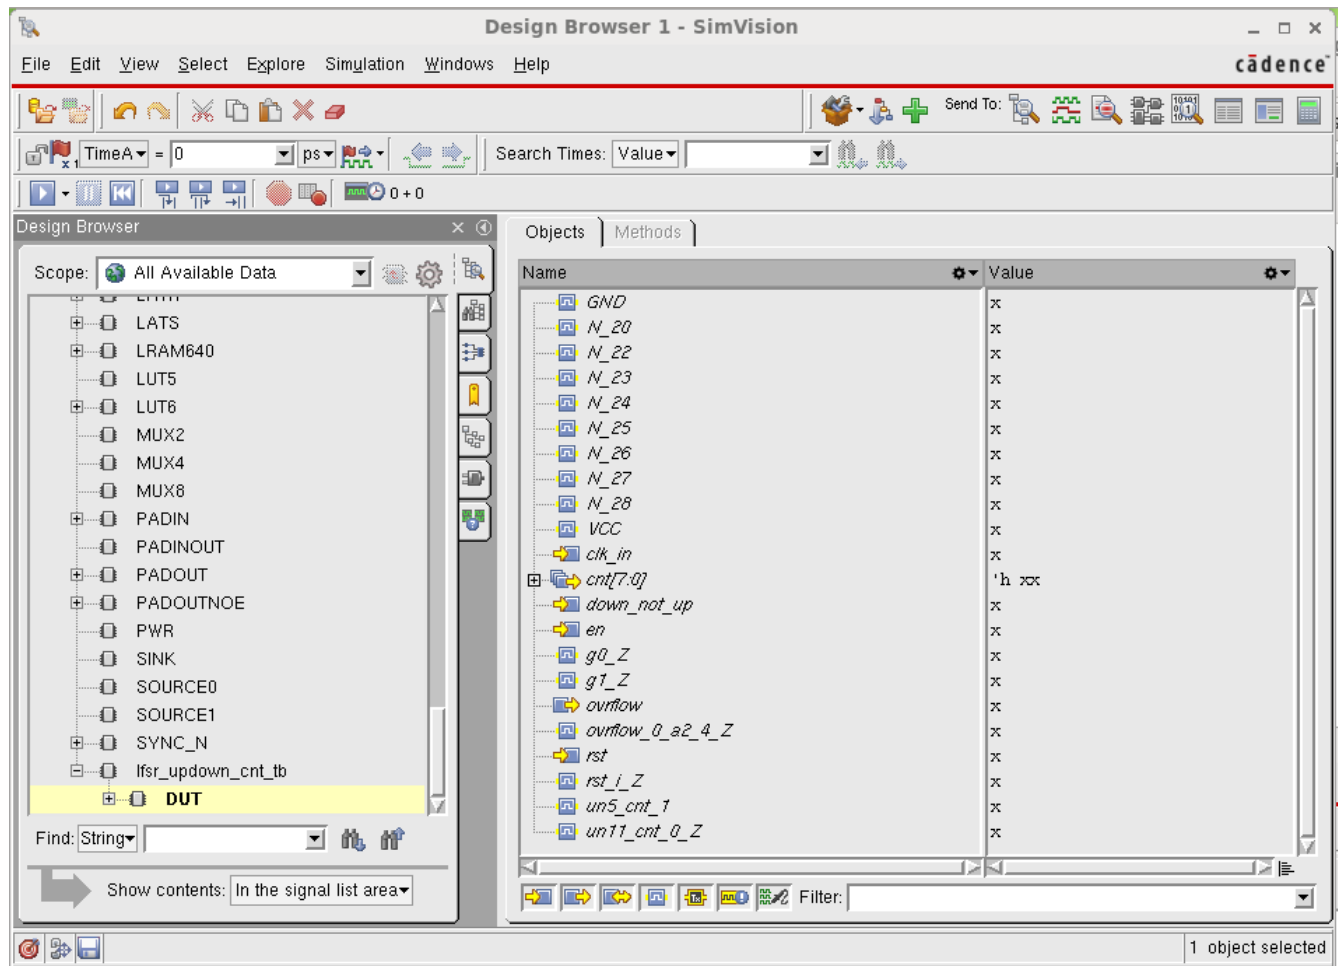 Design Browser 1 - SimVision
File Edit View Select Explore Simulation Windows Help cādence
Send To:
TimeA = 0 ps Search Times: Value
0 + 0
Design Browser
Scope: All Available Data
LATS
LRAM640
LUT5
LUT6
MUX2
MUX4
MUX8
PADIN
PADINOUT
PADOUT
PADOUTNOE
PWR
SINK
SOURCE0
SOURCE1
SYNC_N
lfsr_updown_cnt_tb
DUT
Find: String
Show contents: In the signal list area
Objects Methods
Name Value
GND x
N_20 x
N_22 x
N_23 x
N_24 x
N_25 x
N_26 x
N_27 x
N_28 x
VCC x
clk_in x
cnt[7:0] 'h xx
down_not_up x
en x
g0_Z x
g1_Z x
ovrflow x
ovrflow_0_a2_4_Z x
rst x
rst_i_Z x
un5_cnt_1 x
un11_cnt_0_Z x
Filter:
1 object selected